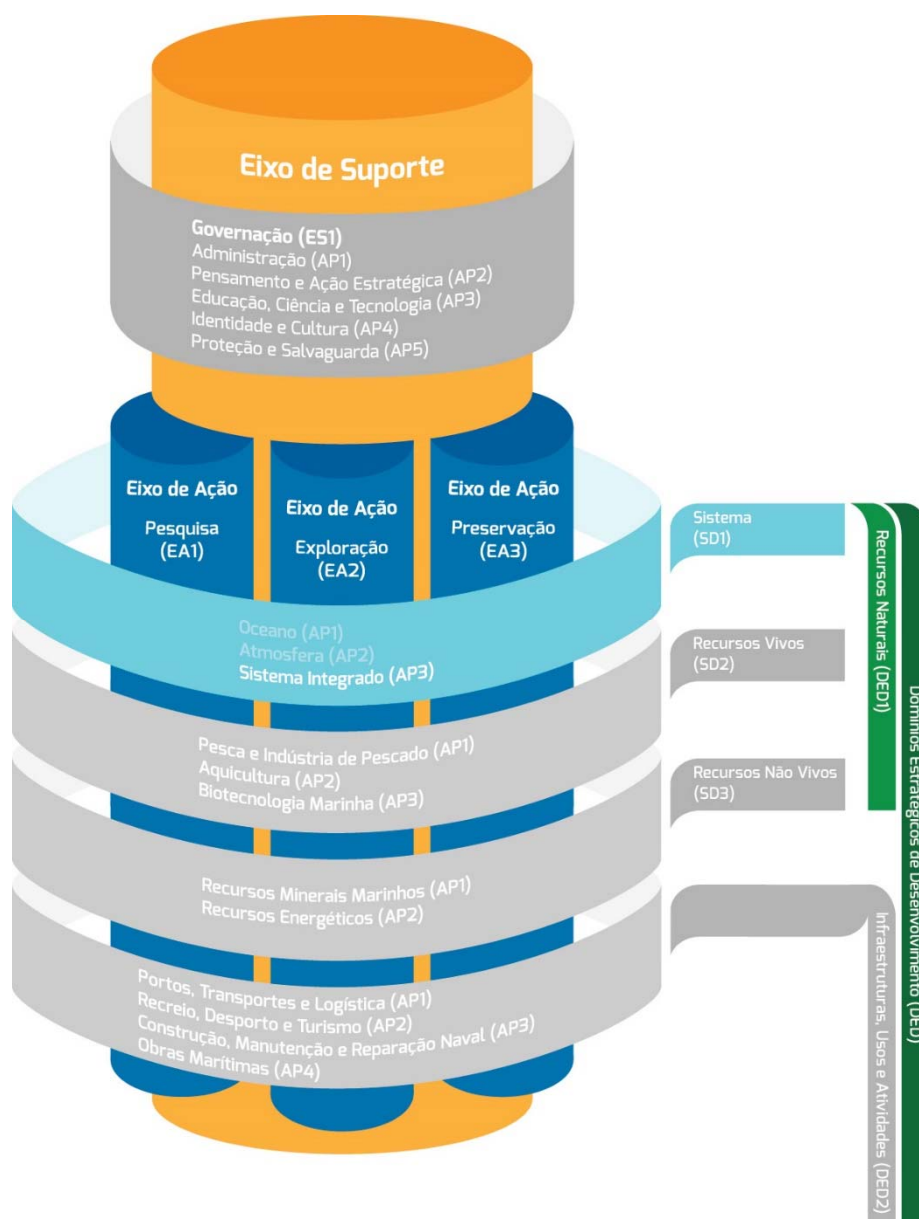 Eixo de Suporte
Governação (ES1)
Administração (AP1)
Pensamento e Ação Estratégica (AP2)
Educação, Ciência e Tecnologia (AP3)
Identidade e Cultura (AP4)
Proteção e Salvaguarda (AP5)
Eixo de Ação
Pesquisa
(EA1)
Eixo de Ação
Exploração
(EA2)
Eixo de Ação
Preservação
(EA3)
Oceano (AP1)
Atmosfera (AP2)
Sistema Integrado (AP3)
Pesca e Indústria de Pescado (AP1)
Aquicultura (AP2)
Biotecnologia Marinha (AP3)
Recursos Minerais Marinhos (AP1)
Recursos Energéticos (AP2)
Portos, Transportes e Logística (AP1)
Recreio, Desporto e Turismo (AP2)
Construção, Manutenção e Reparação Naval (AP3)
Obras Marítimas (AP4)
Sistema
(SD1)
Recursos Vivos
(SD2)
Recursos Não Vivos
(SD3)
Recursos Naturais (DED1)
Infraestruturas, Usos e Atividades (DED2)
Domínios Estratégicos de Desenvolvimento (DED)